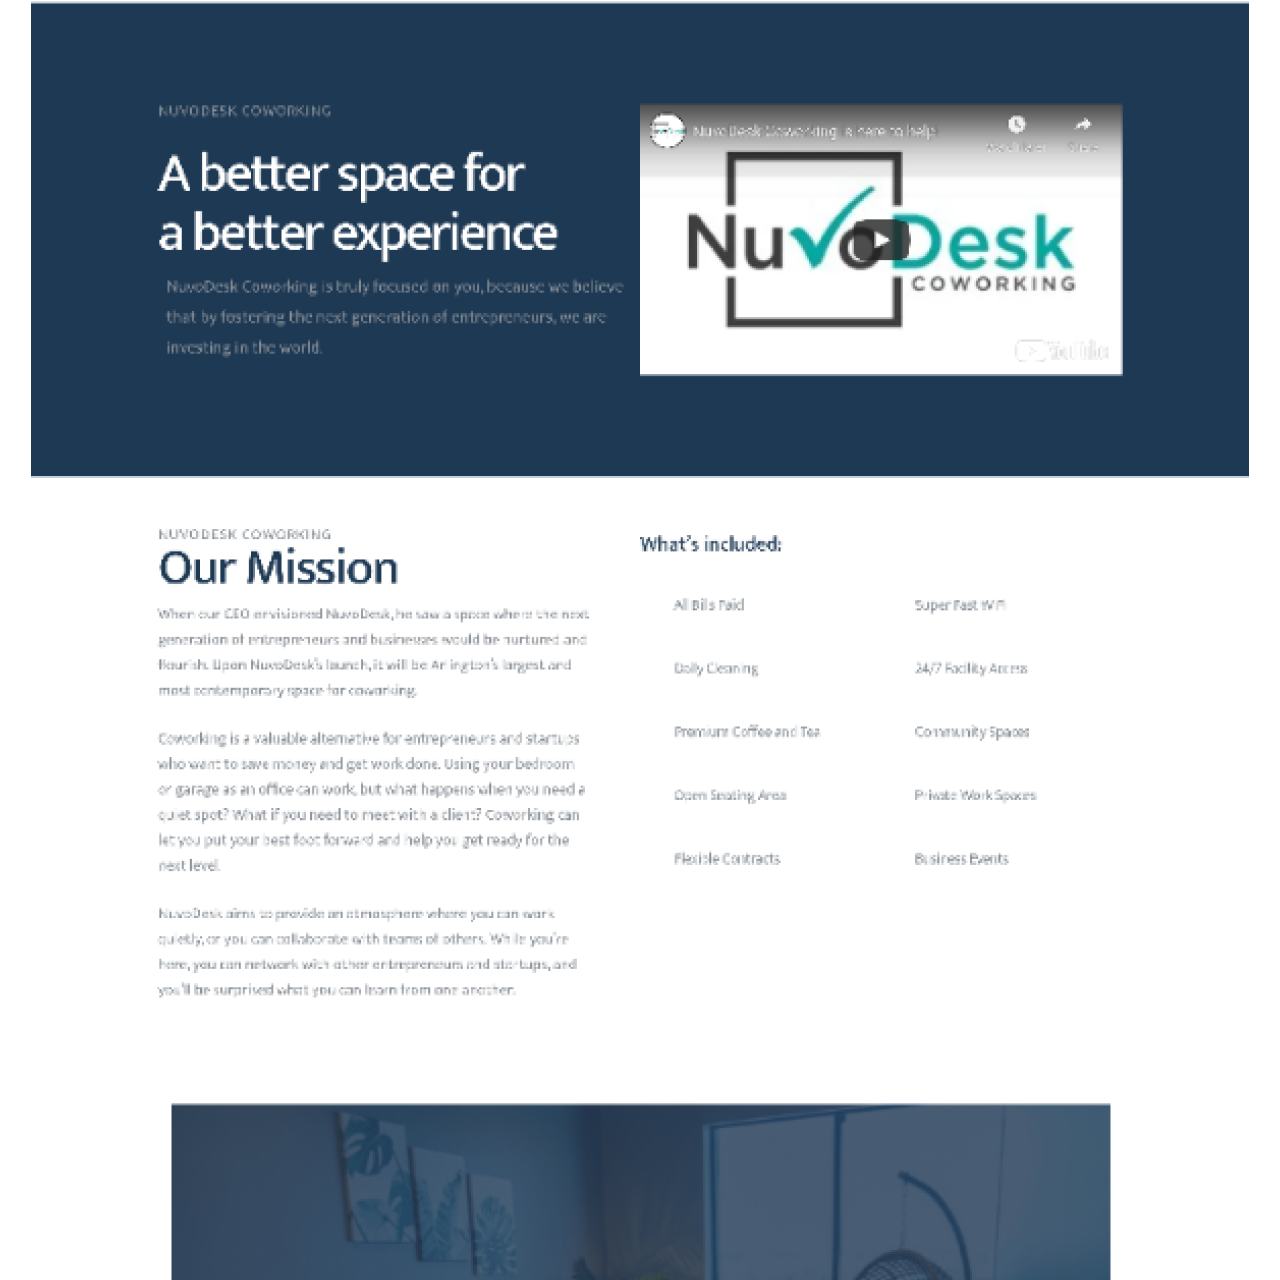 NUVODESK COWORKING
A better space for
a better experience
NuvoDesk Coworking is truly focused on you, because we believe
that by fostering the next generation of entrepreneurs, we are
investing in the world.
NuvoDesk Coworking is here to help
Watch later
Share
NuvoDesk
COWORKING
YouTube
NUVODESK COWORKING
Our Mission
When our CEO envisioned NuvoDesk, he saw a space where the next
generation of entrepreneurs and businesses would be nurtured and
flourish. Upon NuvoDesk's launch, it will be Arlington's largest and
most contemporary space for coworking.
Coworking is a valuable alternative for entrepreneurs and startups
who want to save money and get work done. Using your bedroom
or garage as an office can work, but what happens when you need a
quiet spot? What if you need to meet with a client? Coworking can
let you put your best foot forward and help you get ready for the
next level.
NuvoDesk aims to provide an atmosphere where you can work
quietly, or you can collaborate with teams of others. While you're
here, you can network with other entrepreneurs and startups, and
you'll be surprised what you can learn from one another.
What's included:
All Bills Paid
Super Fast WiFi
Daily Cleaning
24/7 Facility Access
Premium Coffee and Tea
Community Spaces
Open Seating Area
Private Work Spaces
Flexible Contracts
Business Events